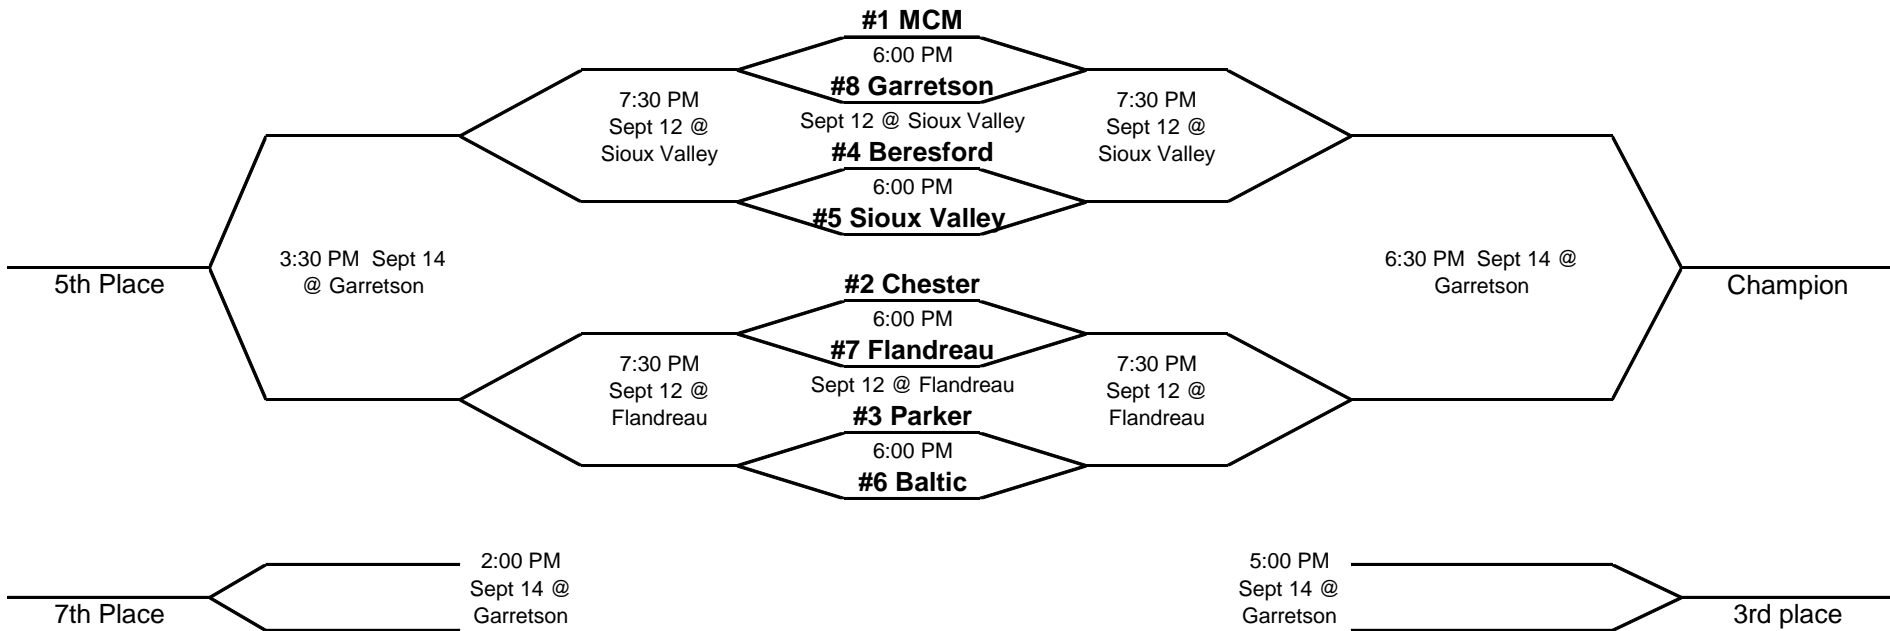 #1 MCM
6:00 PM
#8 Garretson
Sept 12 @ Sioux Valley
#4 Beresford
6:00 PM
#5 Sioux Valley
7:30 PM
Sept 12 @
Sioux Valley
7:30 PM
Sept 12 @
Sioux Valley
3:30 PM  Sept 14
@ Garretson
5th Place
6:30 PM  Sept 14 @
Garretson
Champion
#2 Chester
6:00 PM
#7 Flandreau
Sept 12 @ Flandreau
#3 Parker
6:00 PM
#6 Baltic
7:30 PM
Sept 12 @
Flandreau
7:30 PM
Sept 12 @
Flandreau
2:00 PM
Sept 14 @
Garretson
7th Place
5:00 PM
Sept 14 @
Garretson
3rd place